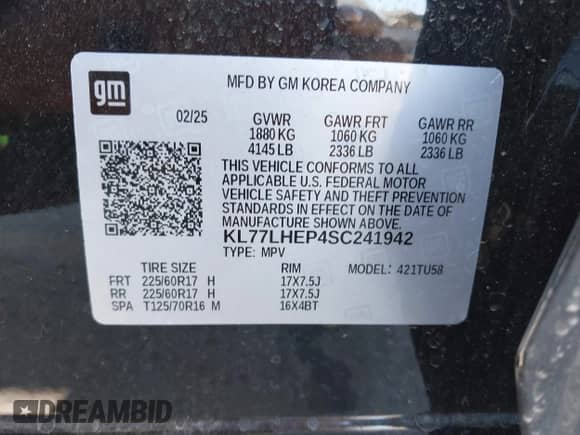 gm
MFD BY GM KOREA COMPANY
02/25 GVWR GAWR FRT GAWR RR
1880 KG 1060 KG 1060 KG
4145 LB 2336 LB 2336 LB
THIS VEHICLE CONFORMS TO ALL
APPLICABLE U.S. FEDERAL MOTOR
VEHICLE SAFETY AND THEFT PREVENTION
STANDARDS IN EFFECT ON THE DATE OF
MANUFACTURE SHOWN ABOVE.
KL77LHEP4SC241942
TYPE: MPV MODEL: 421TU58
TIRE SIZE RIM
FRT 225/60R17 H 17X7.5J
RR 225/60R17 H 17X7.5J
SPA T125/70R16 M 16X4BT
DREAMBID